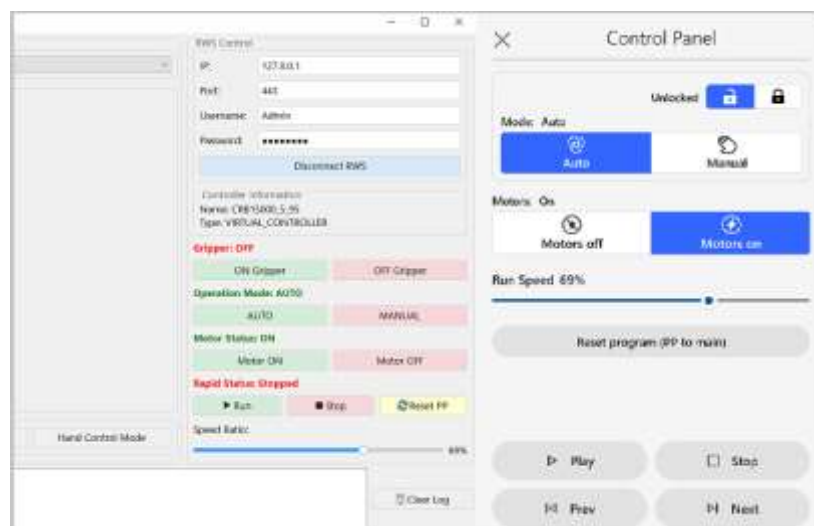 RWS Control
IP: 127.0.0.1
Port: 443
Username: Admin
Password: ●●●●●●●●
Disconnect RWS
Controller Information
Name: CRB15000_5_95
Type: VIRTUAL_CONTROLLER
Gripper: OFF
ON Gripper
OFF Gripper
Operation Mode: AUTO
AUTO
MANUAL
Motor Status: ON
Motor ON
Motor OFF
Rapid Status: Stopped
Run
Stop
Reset PP
Speed Ratio:
69%
Hand Control Mode
Clear Log
Control Panel
Unlocked
Mode: Auto
Auto
Manual
Motors: On
Motors off
Motors on
Run Speed 69%
Reset program (PP to main)
Play
Stop
Prev
Next